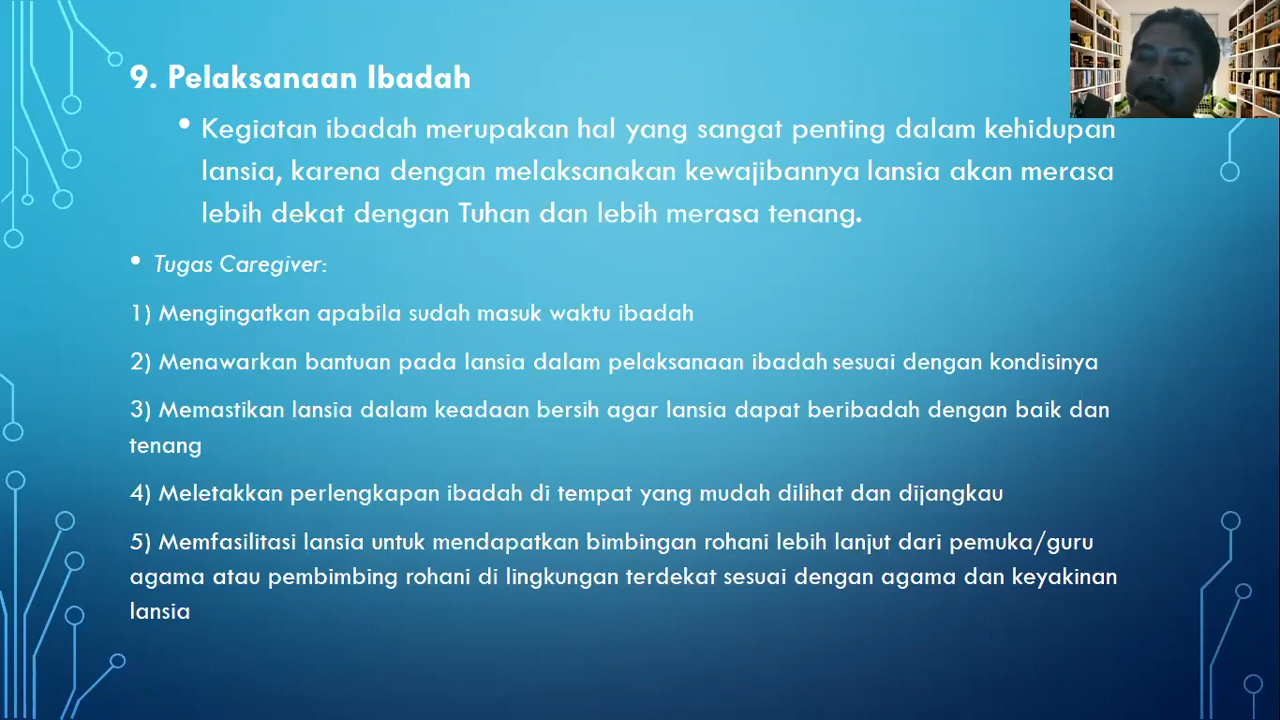 9. Pelaksanaan Ibadah
• Kegiatan ibadah merupakan hal yang sangat penting dalam kehidupan
lansia, karena dengan melaksanakan kewajibannya lansia akan merasa
lebih dekat dengan Tuhan dan lebih merasa tenang.
• Tugas Caregiver:
1) Mengingatkan apabila sudah masuk waktu ibadah
2) Menawarkan bantuan pada lansia dalam pelaksanaan ibadah sesuai dengan kondisinya
3) Memastikan lansia dalam keadaan bersih agar lansia dapat beribadah dengan baik dan
tenang
4) Meletakkan perlengkapan ibadah di tempat yang mudah dilihat dan dijangkau
5) Memfasilitasi lansia untuk mendapatkan bimbingan rohani lebih lanjut dari pemuka/guru
agama atau pembimbing rohani di lingkungan terdekat sesuai dengan agama dan keyakinan
lansia